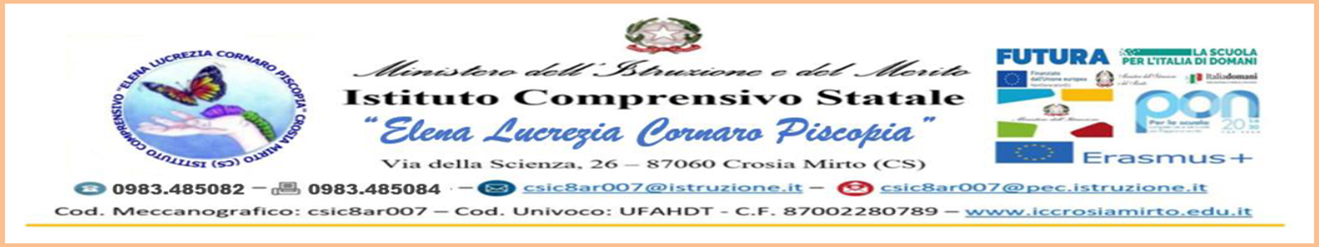 ISTITUTO COMPRENSIVO "ELENA LUCREZIA CORNARO PISCOPIA" CROSIA MIRTO (CS)
Ministero dell'Istruzione e del Merito
Istituto Comprensivo Statale
"Elena Lucrezia Cornaro Piscopia"
Via della Scienza, 26 – 87060 Crosia Mirto (CS)
0983.485082 – 0983.485084 – csic8ar007@istruzione.it – csic8ar007@pec.istruzione.it
Cod. Meccanografico: csic8ar007 – Cod. Univoco: UFAHDT - C.F. 87002280789 – www.iccrosiamirto.edu.it
FUTURA
LA SCUOLA
PER L'ITALIA DI DOMANI
Finanziato
dall'Unione europea
Italiadomani
pon
Per la scuola
20
Erasmus+